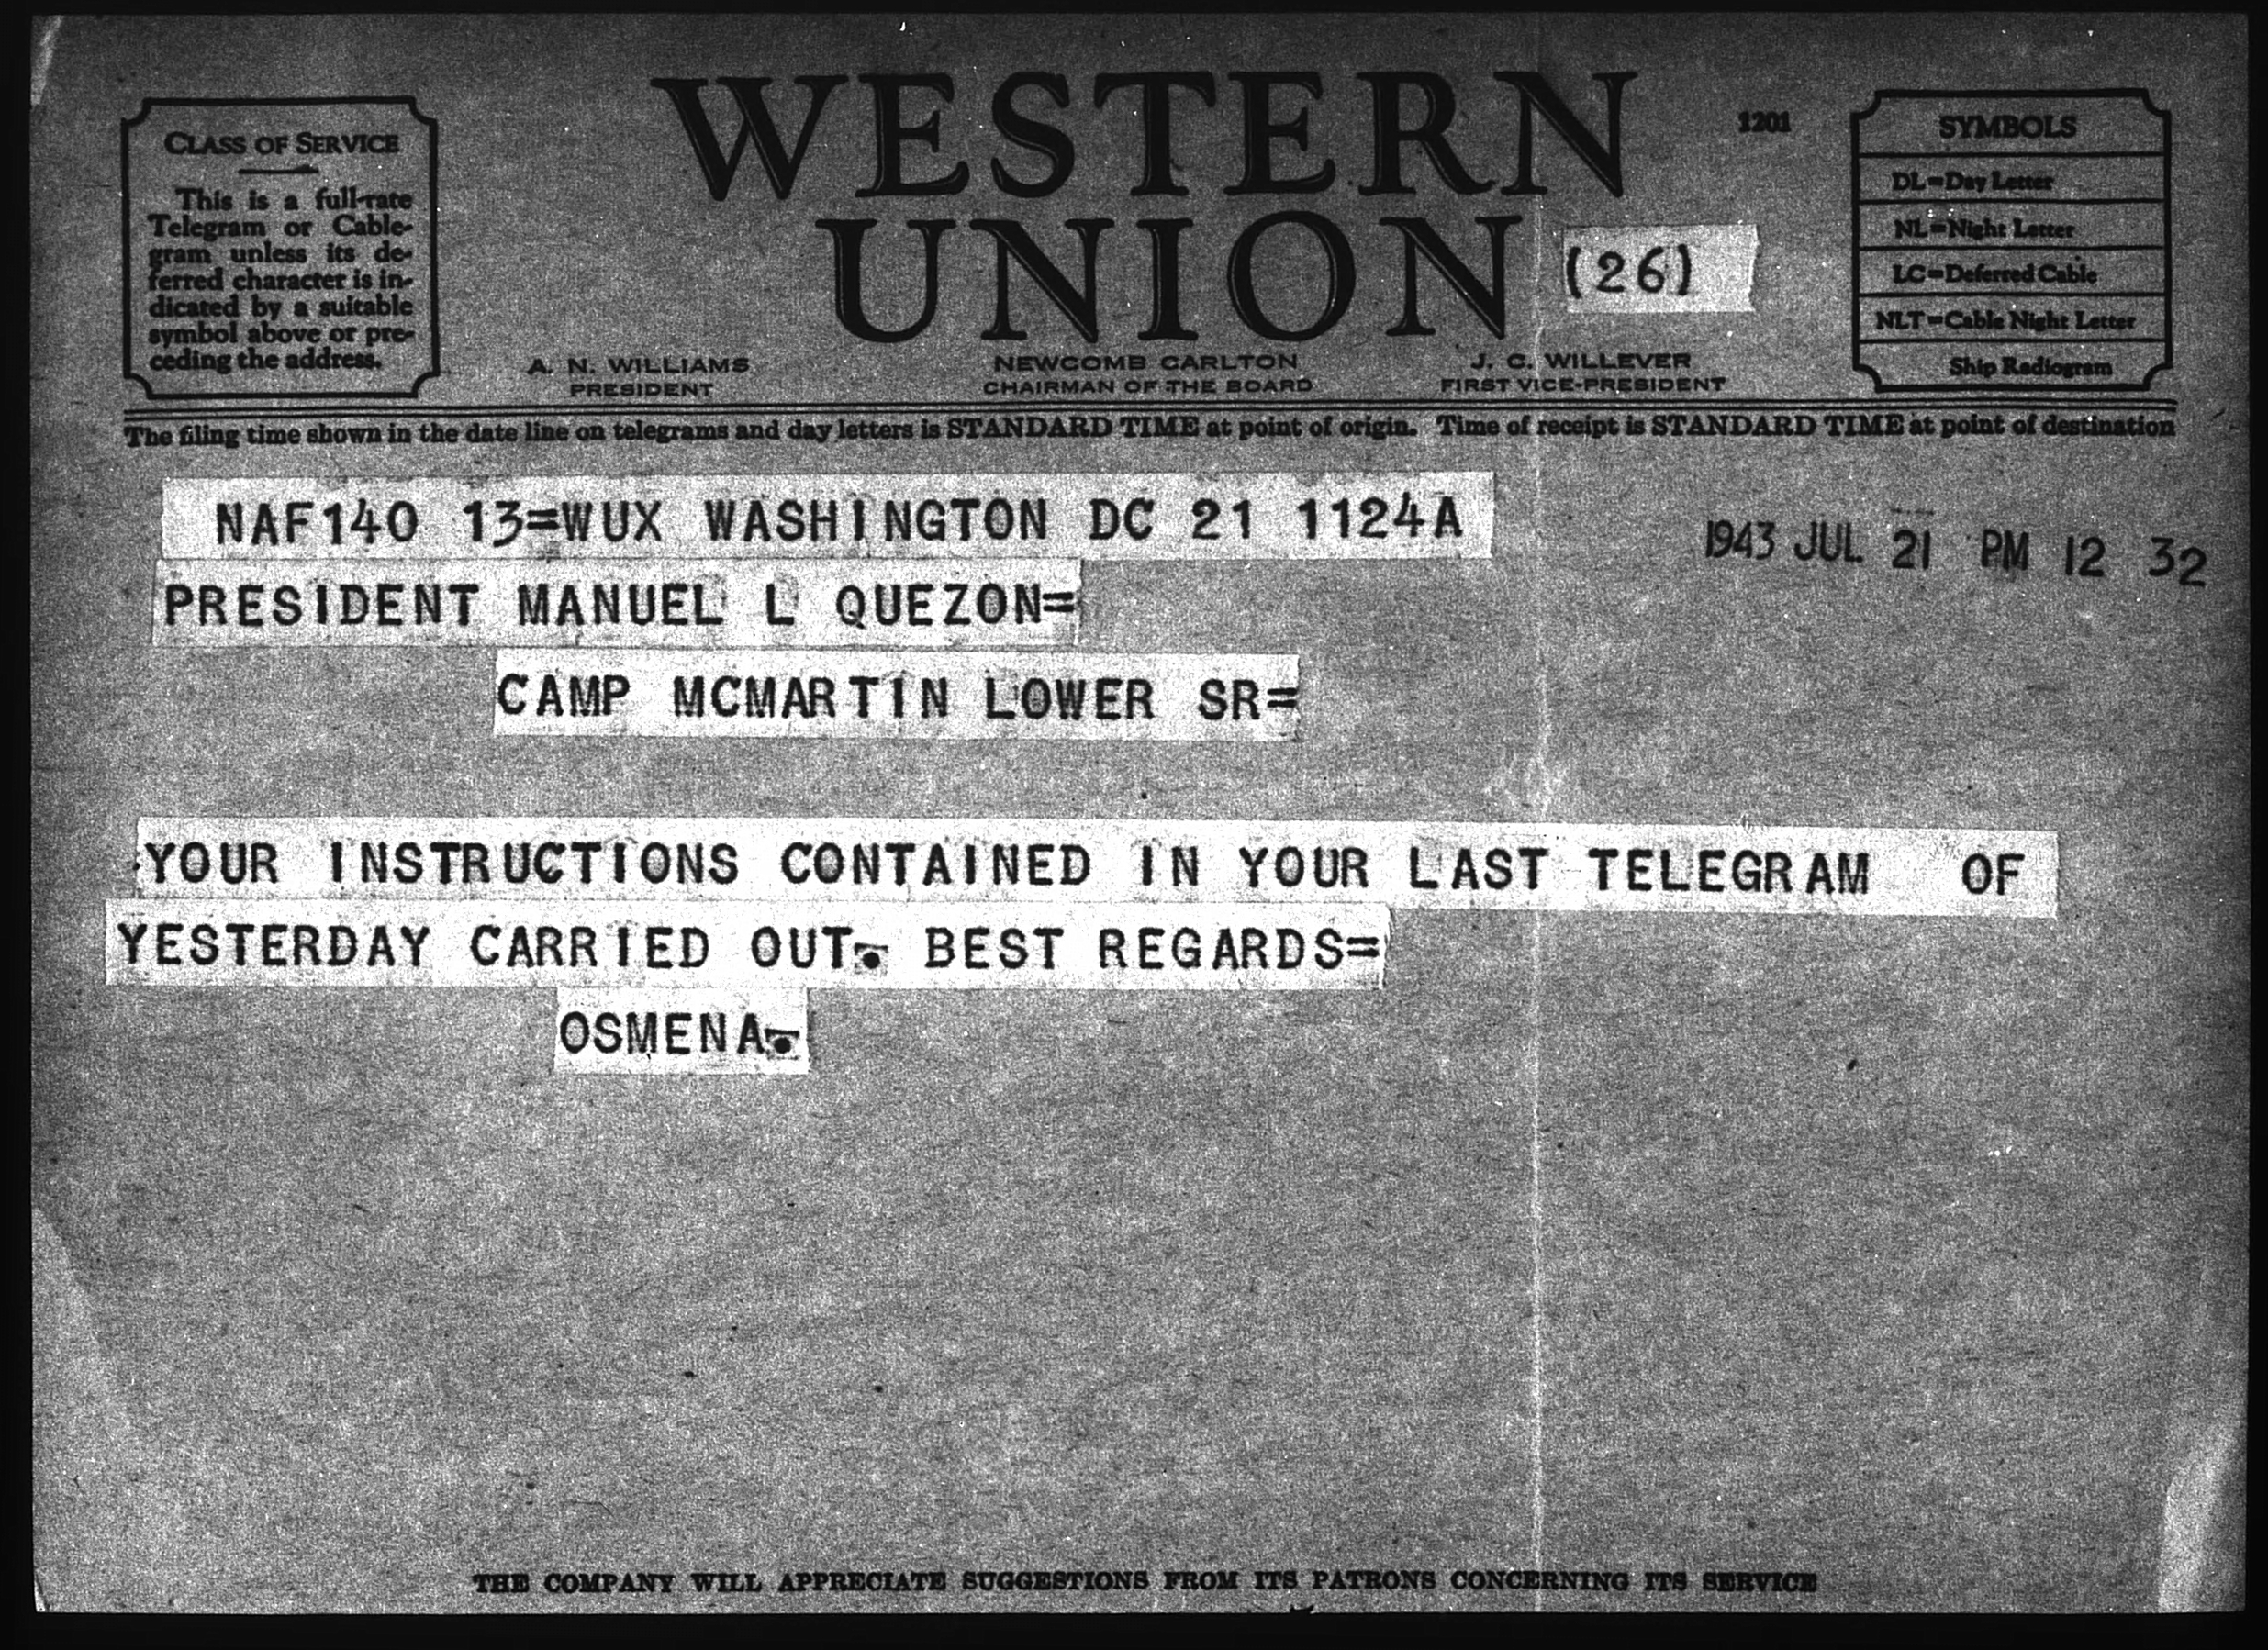 WESTERN
UNION
1201
(26)
CLASS OF SERVICE
This is a full-rate
Telegram or Cable-
gram unless its de-
ferred character is in-
dicated by a suitable
symbol above or pre-
ceding the address.
SYMBOLS
DL=Day Letter
NL=Night Letter
LC=Deferred Cable
NLT=Cable Night Letter
Ship Radiogram
A. N. WILLIAMS
PRESIDENT
NEWCOMB CARLTON
CHAIRMAN OF THE BOARD
J. C. WILLEVER
FIRST VICE-PRESIDENT
The filing time shown in the date line on telegrams and day letters is STANDARD TIME at point of origin. Time of receipt is STANDARD TIME at point of destination
NAF140 13=WUX WASHINGTON DC 21 1124A
1943 JUL 21 PM 12 32
PRESIDENT MANUEL L QUEZON=
CAMP MCMARTIN LOWER SR=
YOUR INSTRUCTIONS CONTAINED IN YOUR LAST TELEGRAM OF
YESTERDAY CARRIED OUT. BEST REGARDS=
OSMENA.
THE COMPANY WILL APPRECIATE SUGGESTIONS FROM ITS PATRONS CONCERNING ITS SERVICE